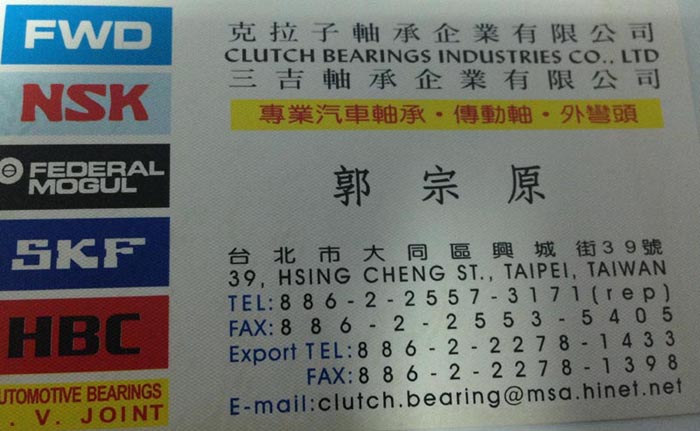 FWD
NSK
FEDERAL
MOGUL
SKF
HBC
UTOMOTIVE BEARINGS
. V. JOINT
克拉子軸承企業有限公司
CLUTCH BEARINGS INDUSTRIES CO., LTD
三吉軸承企業有限公司
專業汽車軸承・傳動軸・外彎頭
郭宗原
台北市大同區興城街39號
39, HSING CHENG ST., TAIPEI, TAIWAN
TEL:886-2-2557-3171(rep)
FAX:886-2-2553-5405
Export TEL:886-2-2278-1433
FAX:886-2-2278-1398
E-mail:clutch.bearing@msa.hinet.net